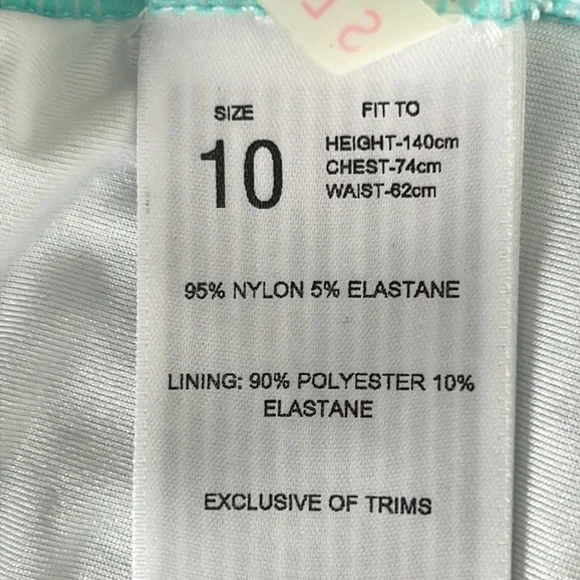 SIZE
10
FIT TO
HEIGHT-140cm
CHEST-74cm
WAIST-62cm
95% NYLON 5% ELASTANE
LINING: 90% POLYESTER 10%
ELASTANE
EXCLUSIVE OF TRIMS